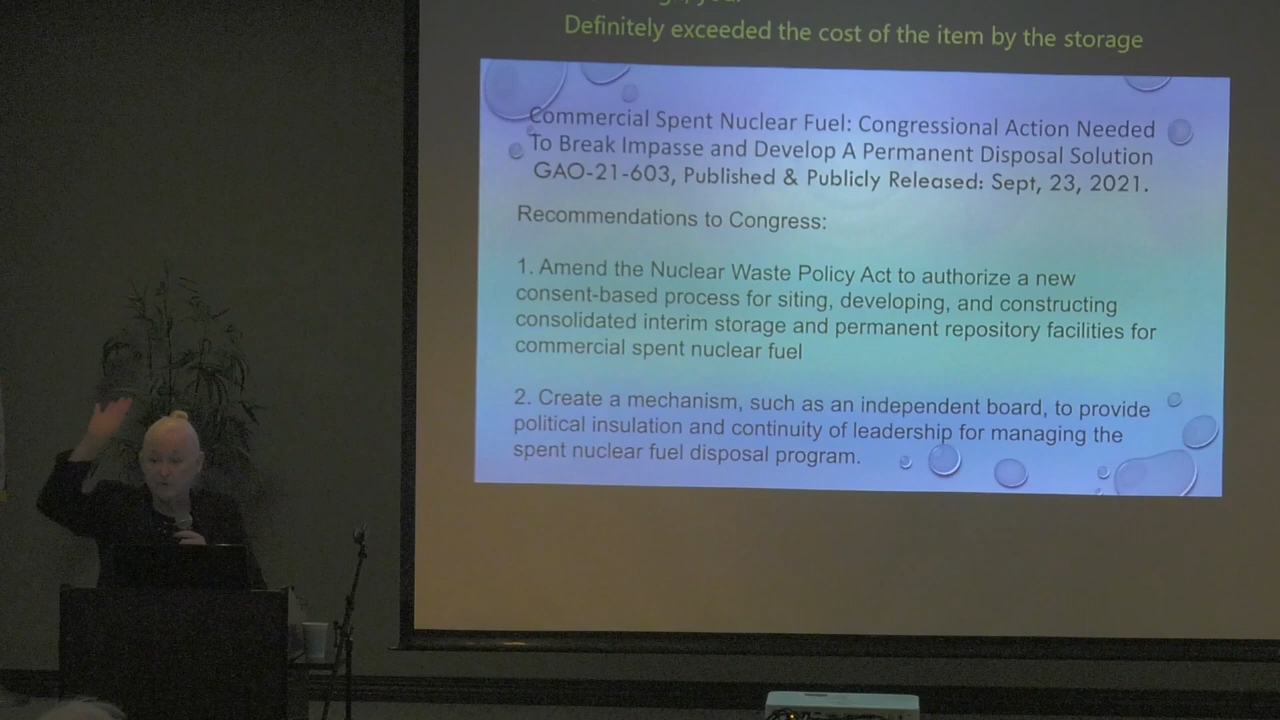 Definitely exceeded the cost of the item by the storage
Commercial Spent Nuclear Fuel: Congressional Action Needed
To Break Impasse and Develop A Permanent Disposal Solution
GAO-21-603, Published & Publicly Released: Sept, 23, 2021.
Recommendations to Congress:
1. Amend the Nuclear Waste Policy Act to authorize a new
consent-based process for siting, developing, and constructing
consolidated interim storage and permanent repository facilities for
commercial spent nuclear fuel
2. Create a mechanism, such as an independent board, to provide
political insulation and continuity of leadership for managing the
spent nuclear fuel disposal program.